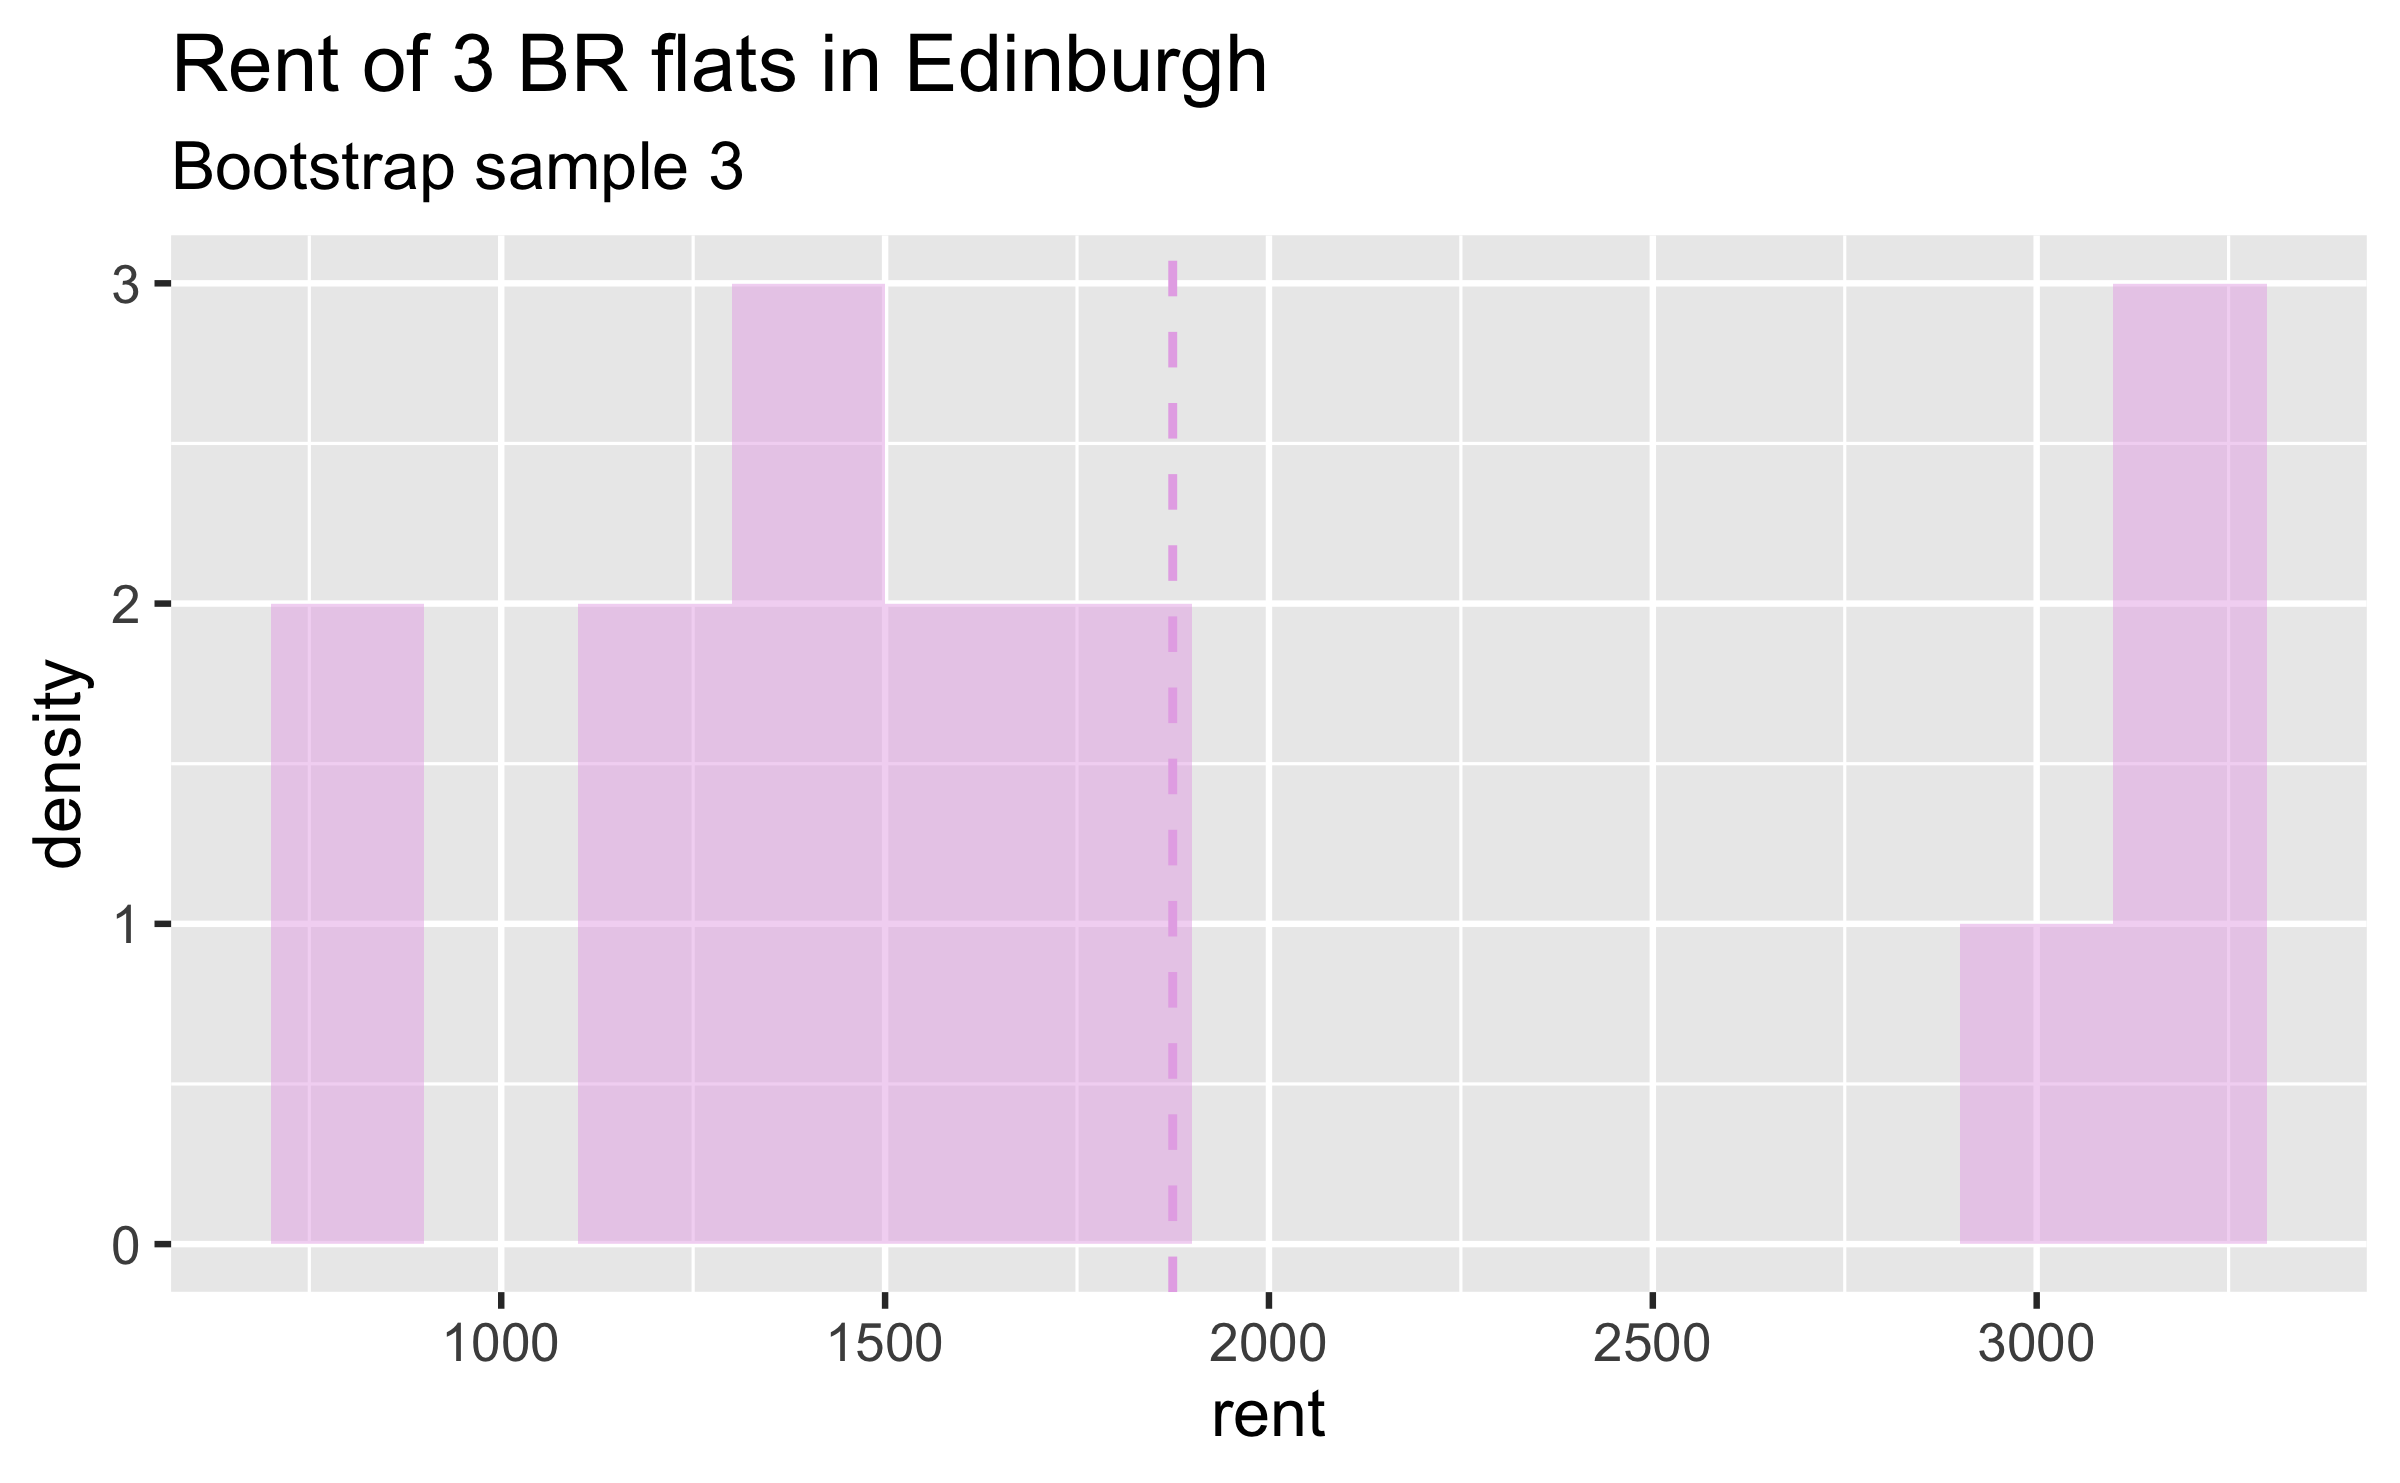 Rent of 3 BR flats in Edinburgh
Bootstrap sample 3
3
2
1
0
density
1000 1500 2000 2500 3000
rent